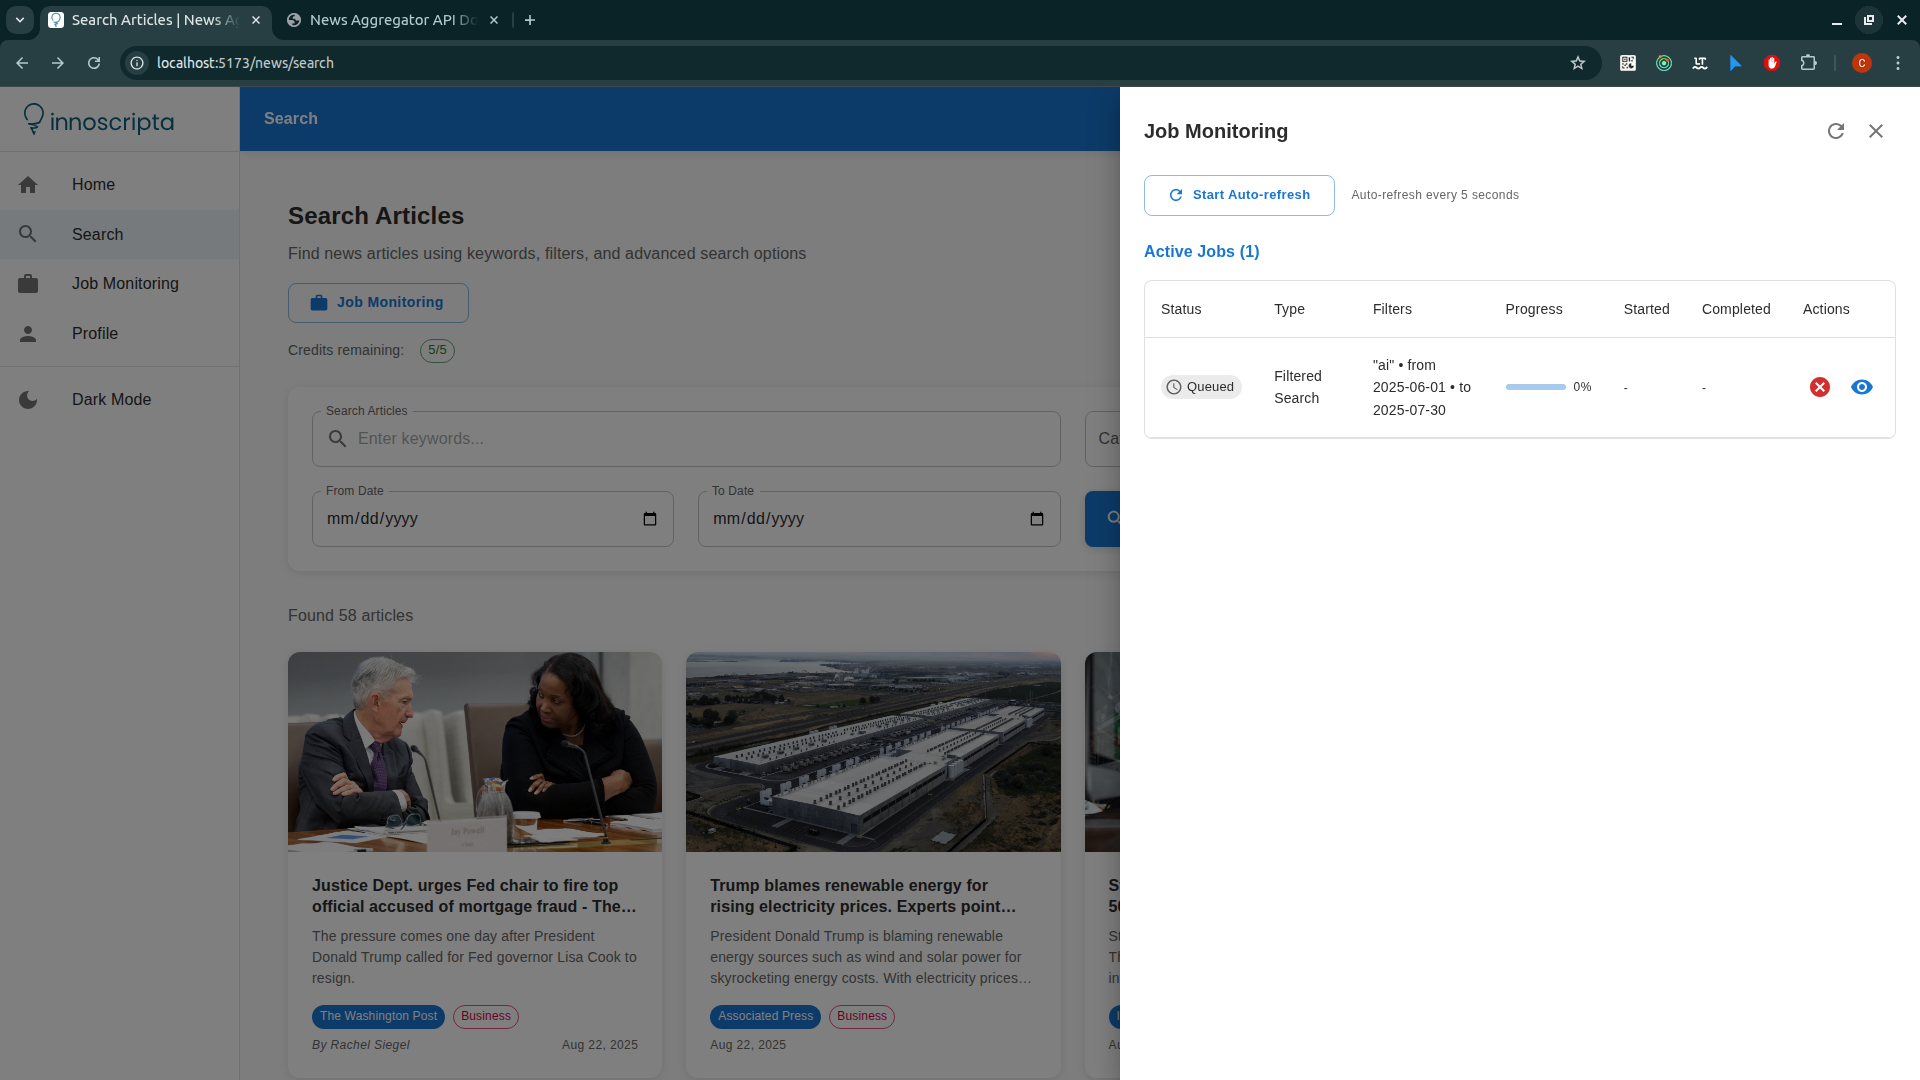 Search Articles | News A
News Aggregator API Do
localhost:5173/news/search
C
innoscripta
Home
Search
Job Monitoring
Profile
Dark Mode
Search
Search Articles
Find news articles using keywords, filters, and advanced search options
Job Monitoring
Credits remaining:
5/5
Search Articles
Enter keywords...
Ca
From Date
mm/dd/yyyy
To Date
mm/dd/yyyy
Found 58 articles
Jay Powell
Justice Dept. urges Fed chair to fire top
official accused of mortgage fraud - The...
The pressure comes one day after President
Donald Trump called for Fed governor Lisa Cook to
resign.
The Washington Post
Business
By Rachel Siegel
Aug 22, 2025
Trump blames renewable energy for
rising electricity prices. Experts point...
President Donald Trump is blaming renewable
energy sources such as wind and solar power for
skyrocketing energy costs. With electricity prices...
Associated Press
Business
Aug 22, 2025
Job Monitoring
Start Auto-refresh
Auto-refresh every 5 seconds
Active Jobs (1)
Status
Type
Filters
Progress
Started
Completed
Actions
Queued
Filtered
Search
"ai" • from
2025-06-01 • to
2025-07-30
0%
-
-